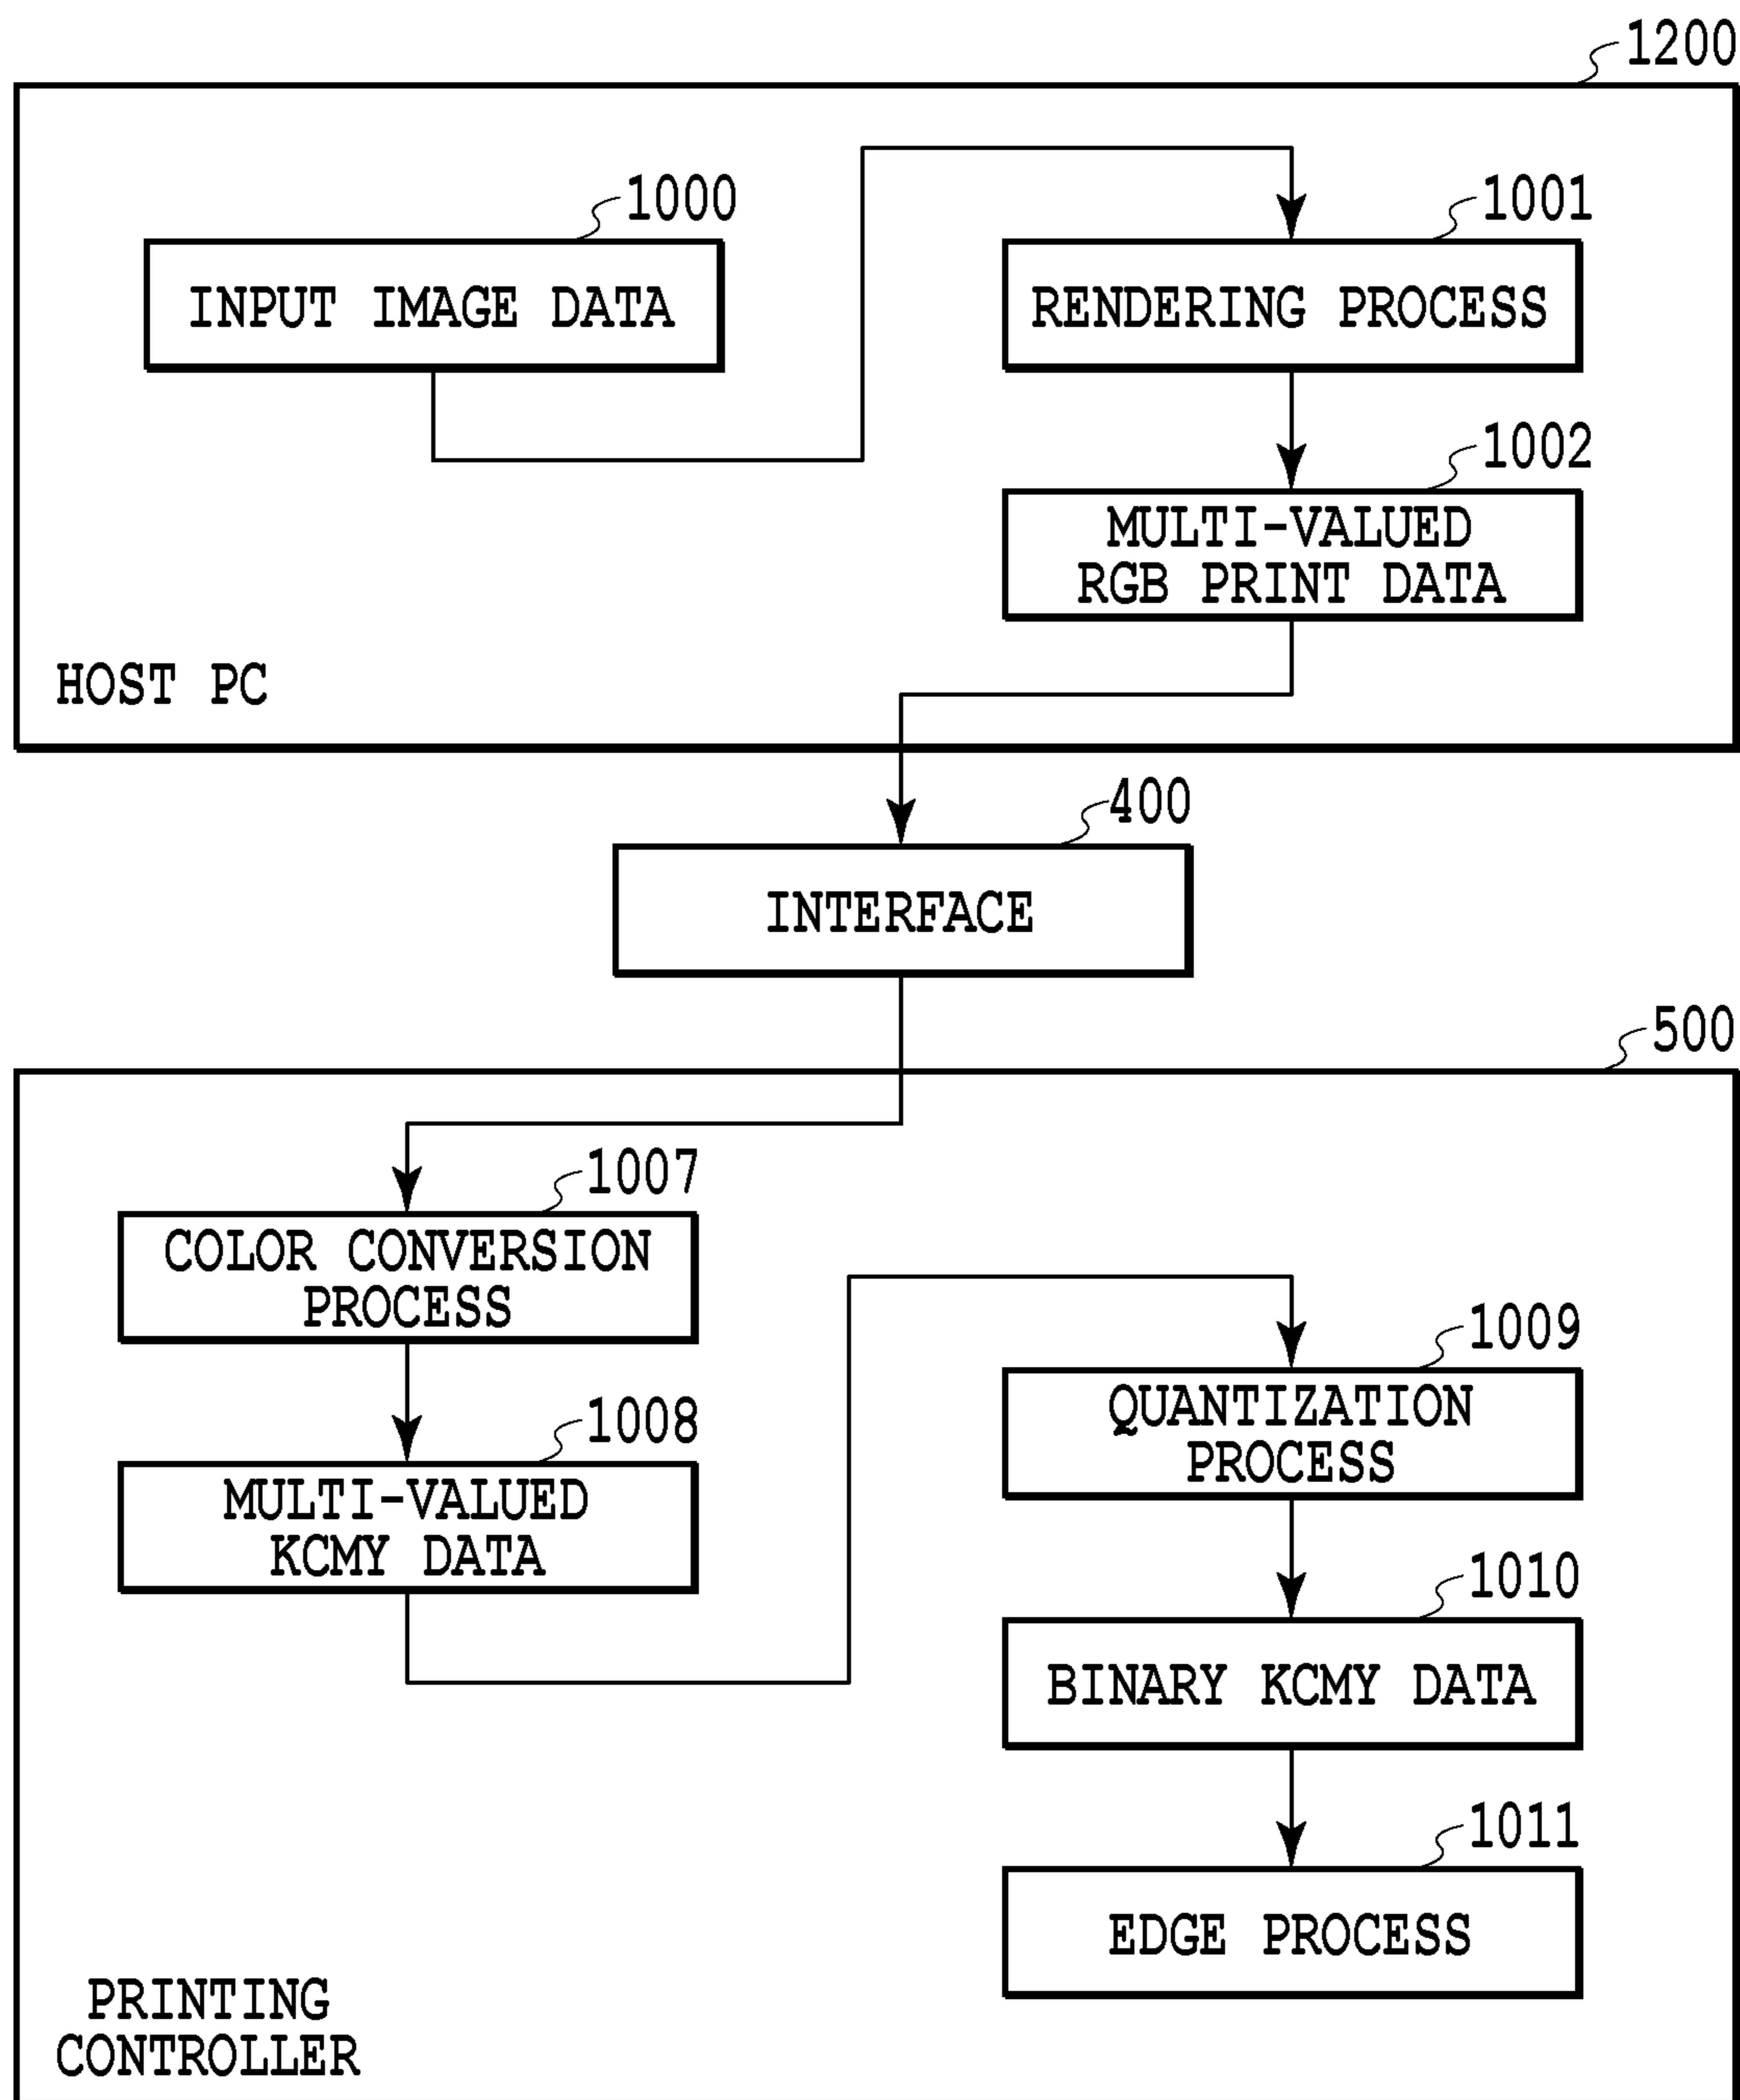 1200
1000
INPUT IMAGE DATA
1001
RENDERING PROCESS
1002
MULTI-VALUED
RGB PRINT DATA
HOST PC
400
INTERFACE
500
1007
COLOR CONVERSION
PROCESS
1008
MULTI-VALUED
KCMY DATA
1009
QUANTIZATION
PROCESS
1010
BINARY KCMY DATA
1011
EDGE PROCESS
PRINTING
CONTROLLER